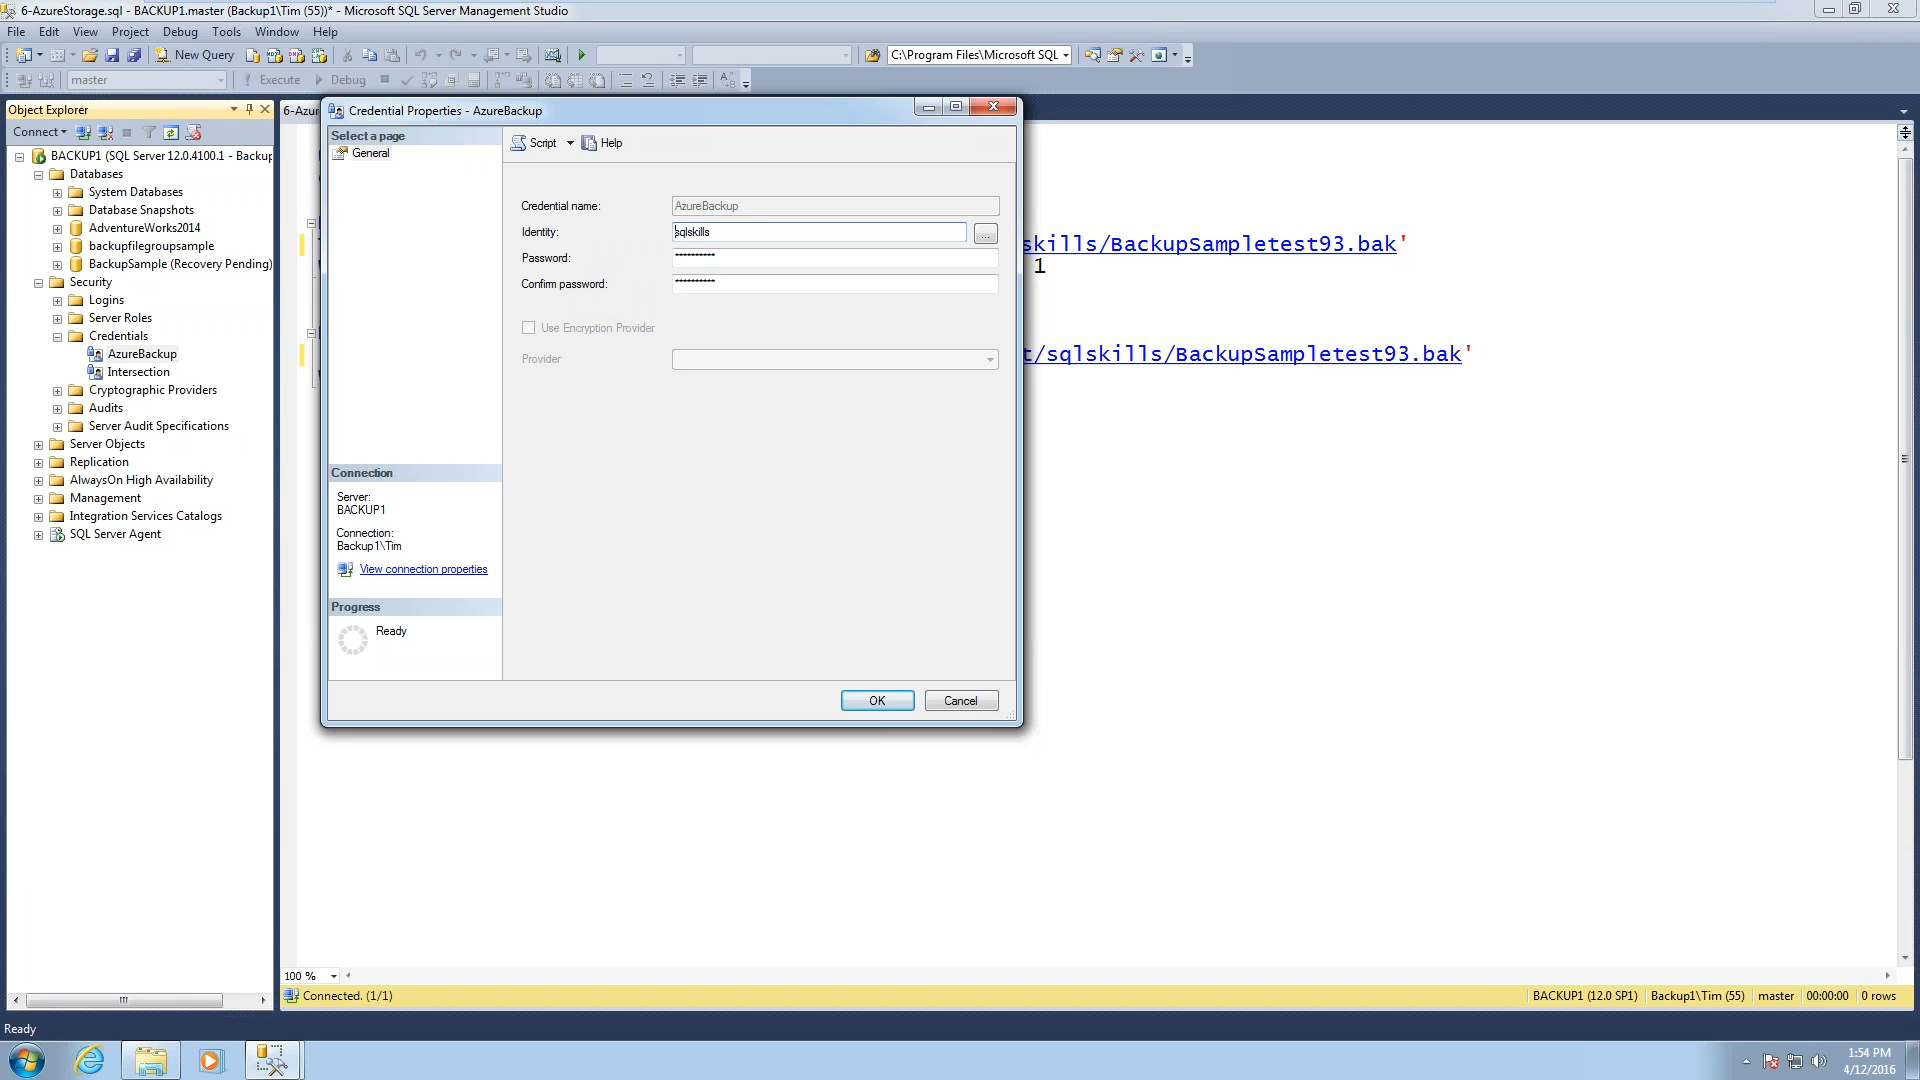 6-AzureStorage.sql - BACKUP1.master (Backup1\Tim (55))* - Microsoft SQL Server Management Studio
File Edit View Project Debug Tools Window Help
New Query
C:\Program Files\Microsoft SQL
master
Execute
Debug
Object Explorer
6-Azur
Connect
BACKUP1 (SQL Server 12.0.4100.1 - Backup
Databases
System Databases
Database Snapshots
AdventureWorks2014
backupfilegroupsample
BackupSample (Recovery Pending)
Security
Logins
Server Roles
Credentials
AzureBackup
Intersection
Cryptographic Providers
Audits
Server Audit Specifications
Server Objects
Replication
AlwaysOn High Availability
Management
Integration Services Catalogs
SQL Server Agent
Credential Properties - AzureBackup
Select a page
General
Script
Help
Credential name:
AzureBackup
Identity:
sqlskills
...
Password:
**********
Confirm password:
**********
Use Encryption Provider
Provider
Connection
Server:
BACKUP1
Connection:
Backup1\Tim
View connection properties
Progress
Ready
OK
Cancel
skills/BackupSampletest93.bak'
1
t/sqlskills/BackupSampletest93.bak'
100 %
Connected. (1/1)
BACKUP1 (12.0 SP1)
Backup1\Tim (55)
master
00:00:00
0 rows
Ready
1:54 PM
4/12/2016